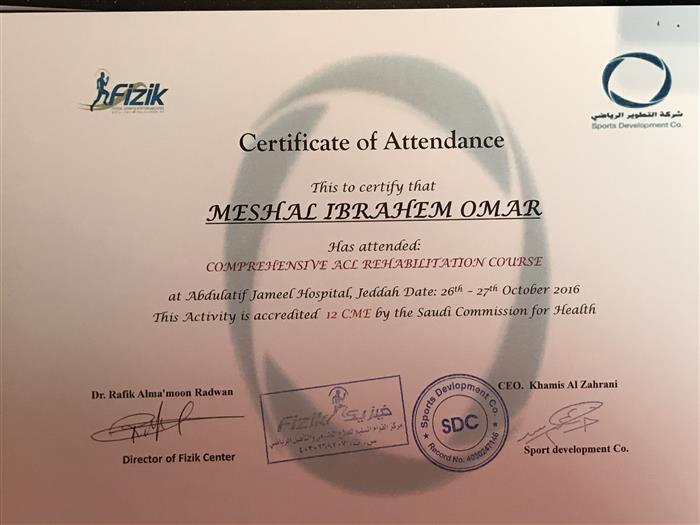 Fizik
شركة التطوير الرياضي
Sports Development Co.
Certificate of Attendance
This to certify that
MESHAL IBRAHEM OMAR
Has attended:
COMPREHENSIVE ACL REHABILITATION COURSE
at Abdulatif Jameel Hospital, Jeddah Date: 26th - 27th October 2016
This Activity is accredited 12 CME by the Saudi Commission for Health
Dr. Rafik Alma'moon Radwan
Director of Fizik Center
Fizik فيزيك
Sports Devlopment Co.
SDC
Record No. 4030247346
CEO. Khamis Al Zahrani
Sport development Co.